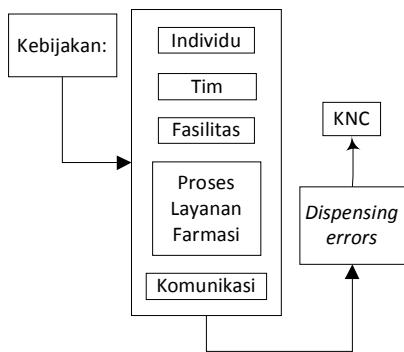 Kebijakan:
Individu
Tim
Fasilitas
Proses
Layanan
Farmasi
Komunikasi
KNC
Dispensing
errors